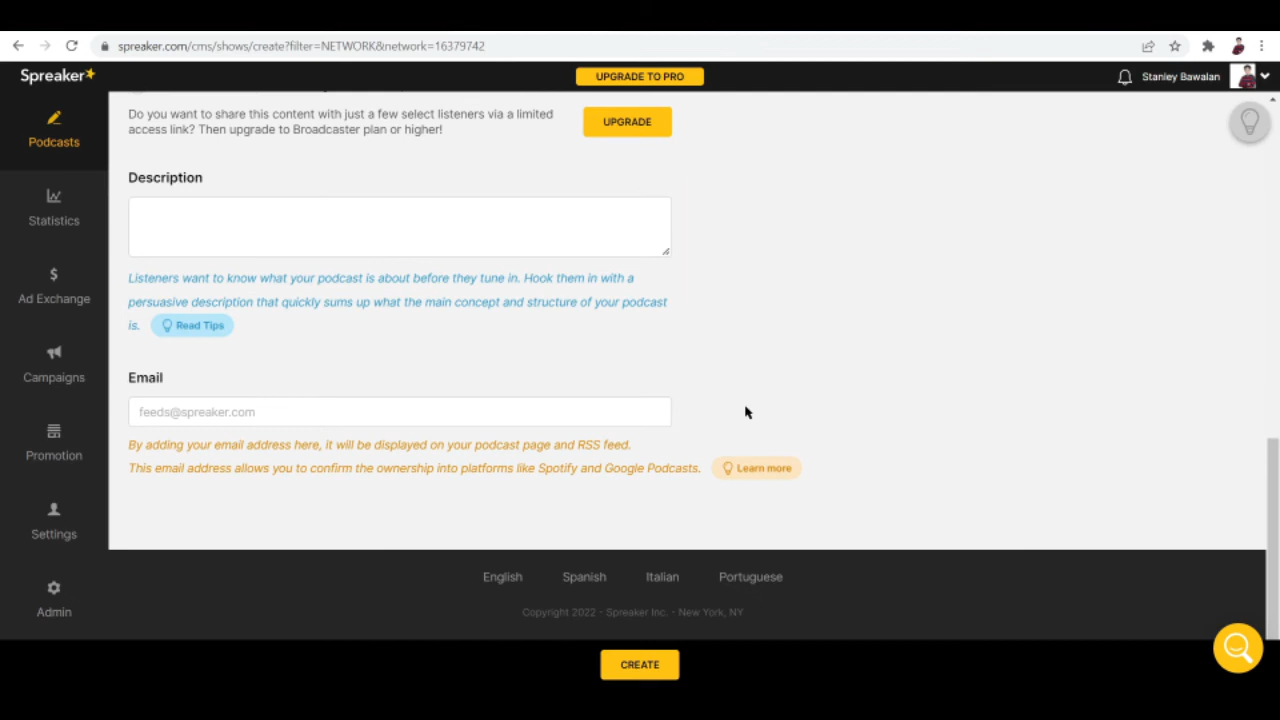 spreaker.com/cms/shows/create?filter=NETWORK&network=16379742
Spreaker
UPGRADE TO PRO
Stanley Bawalan
Podcasts
Statistics
Ad Exchange
Campaigns
Promotion
Settings
Admin
Do you want to share this content with just a few select listeners via a limited
access link? Then upgrade to Broadcaster plan or higher!
UPGRADE
Description
Listeners want to know what your podcast is about before they tune in. Hook them in with a
persuasive description that quickly sums up what the main concept and structure of your podcast
is. Read Tips
Email
feeds@spreaker.com
By adding your email address here, it will be displayed on your podcast page and RSS feed.
This email address allows you to confirm the ownership into platforms like Spotify and Google Podcasts. Learn more
English Spanish Italian Portuguese
Copyright 2022 - Spreaker Inc. - New York, NY
CREATE